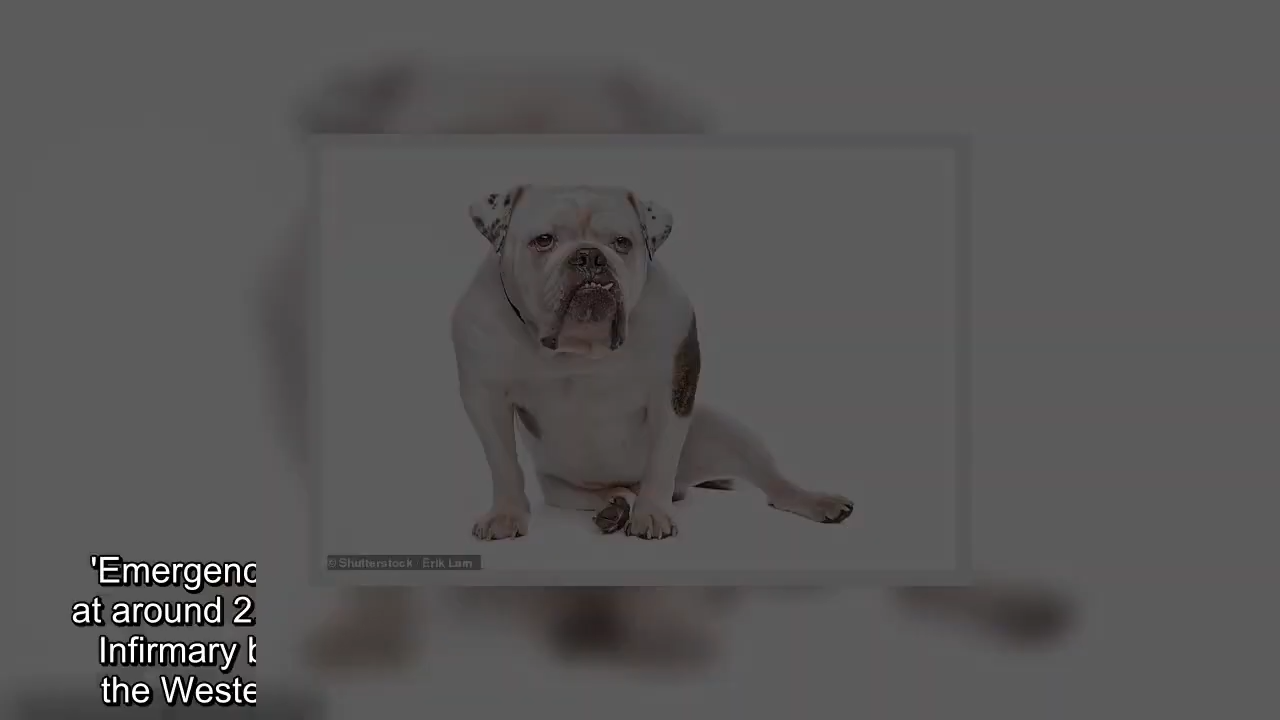 © Shutterstock Erik Lam
'Emergenc
at around 2
Infirmary b
the Weste